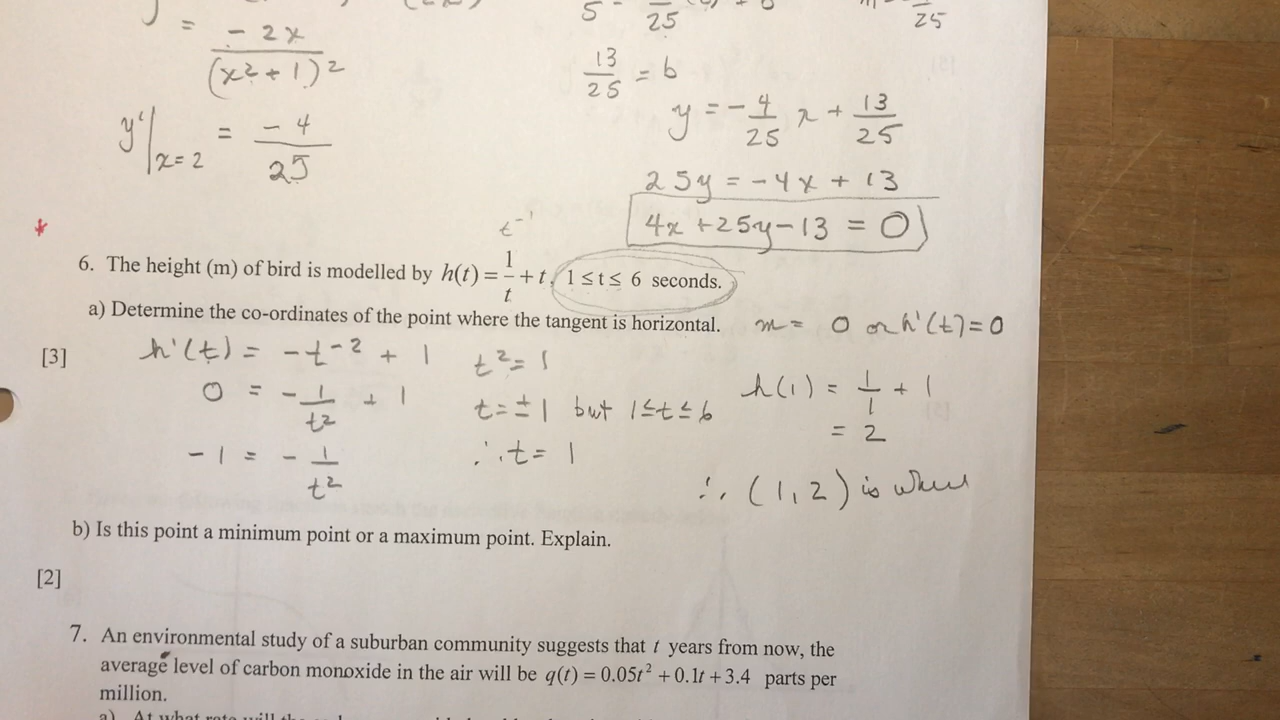 = -2x / (x²+1)²
13/25 = b
y'|x=2 = -4/25
y = -4/25 x + 13/25
25y = -4x + 13
4x + 25y - 13 = 0
*
t⁻¹
6. The height (m) of bird is modelled by h(t) = 1/t + t, 1 ≤ t ≤ 6 seconds.
a) Determine the co-ordinates of the point where the tangent is horizontal. m = 0 or h'(t) = 0
[3]
h'(t) = -t⁻² + 1
0 = -1/t² + 1
-1 = -1/t²
t² = 1
t = ±1 but 1 ≤ t ≤ 6
∴ t = 1
h(1) = 1/1 + 1
= 2
∴ (1,2) is where
b) Is this point a minimum point or a maximum point. Explain.
[2]
7. An environmental study of a suburban community suggests that t years from now, the
average level of carbon monoxide in the air will be q(t) = 0.05t² + 0.1t + 3.4 parts per
million.